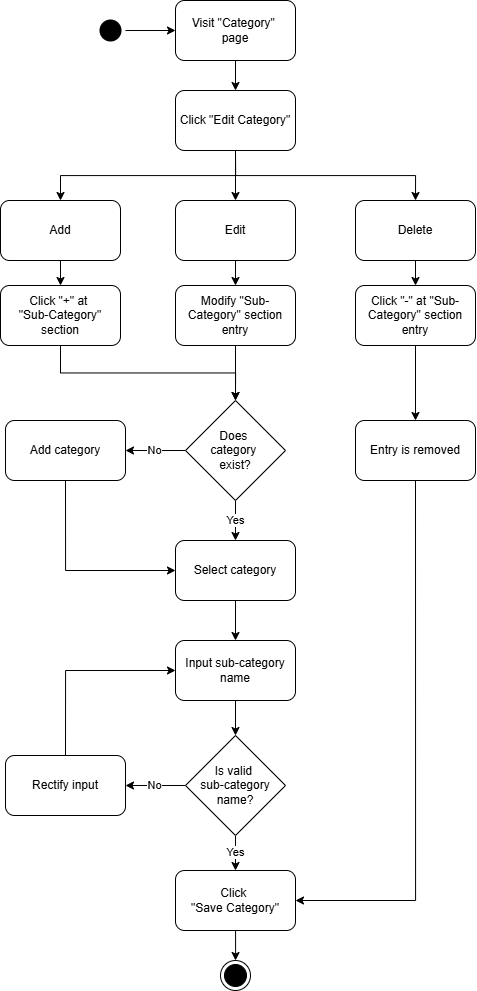 Visit "Category"
page
Click "Edit Category"
Add
Edit
Delete
Click "+" at
"Sub-Category"
section
Modify "Sub-
Category" section
entry
Click "-" at "Sub-
Category" section
entry
Does
category
exist?
No
Add category
Entry is removed
Yes
Select category
Input sub-category
name
Is valid
sub-category
name?
No
Rectify input
Yes
Click
"Save Category"